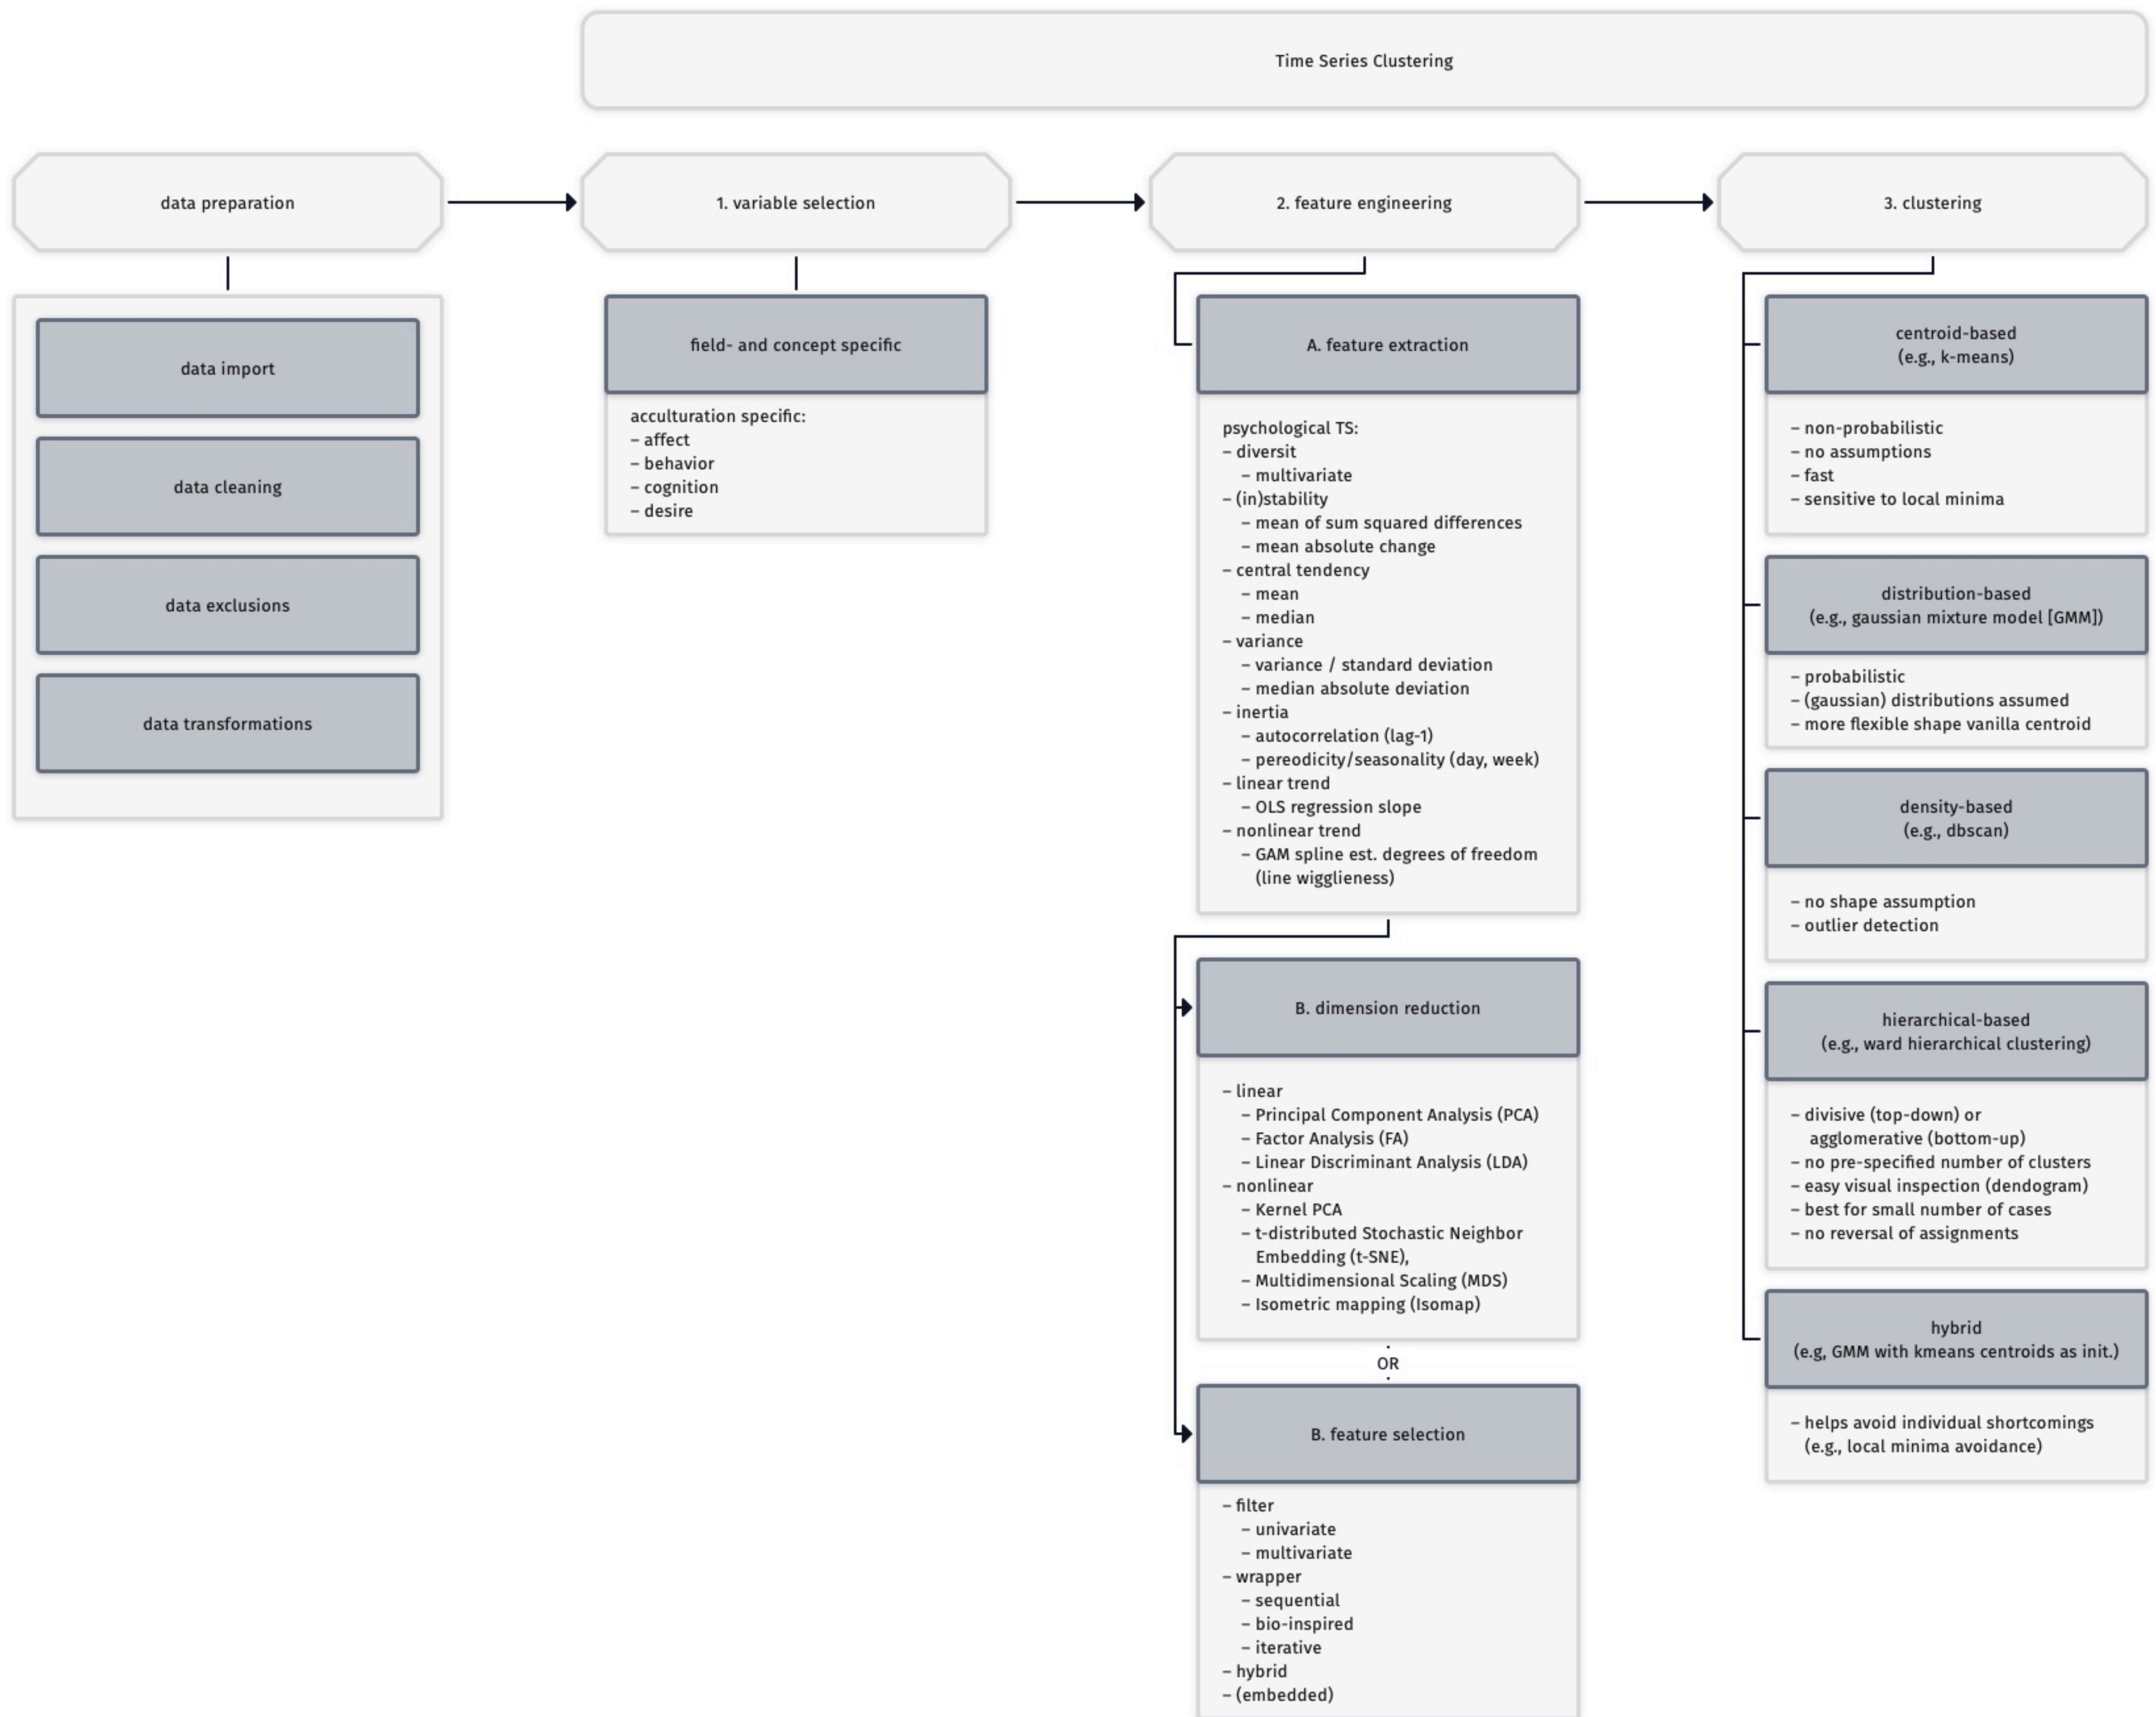 Time Series Clustering
data preparation
data import
data cleaning
data exclusions
data transformations
1. variable selection
field- and concept specific
acculturation specific:
– affect
– behavior
– cognition
– desire
2. feature engineering
A. feature extraction
psychological TS:
– diversit
– multivariate
– (in)stability
– mean of sum squared differences
– mean absolute change
– central tendency
– mean
– median
– variance
– variance / standard deviation
– median absolute deviation
– inertia
– autocorrelation (lag-1)
– pereodicity/seasonality (day, week)
– linear trend
– OLS regression slope
– nonlinear trend
– GAM spline est. degrees of freedom
(line wigglieness)
B. dimension reduction
– linear
– Principal Component Analysis (PCA)
– Factor Analysis (FA)
– Linear Discriminant Analysis (LDA)
– nonlinear
– Kernel PCA
– t-distributed Stochastic Neighbor
Embedding (t-SNE),
– Multidimensional Scaling (MDS)
– Isometric mapping (Isomap)
OR
B. feature selection
– filter
– univariate
– multivariate
– wrapper
– sequential
– bio-inspired
– iterative
– hybrid
– (embedded)
3. clustering
centroid-based
(e.g., k-means)
– non-probabilistic
– no assumptions
– fast
– sensitive to local minima
distribution-based
(e.g., gaussian mixture model [GMM])
– probabilistic
– (gaussian) distributions assumed
– more flexible shape vanilla centroid
density-based
(e.g., dbscan)
– no shape assumption
– outlier detection
hierarchical-based
(e.g., ward hierarchical clustering)
– divisive (top-down) or
agglomerative (bottom-up)
– no pre-specified number of clusters
– easy visual inspection (dendogram)
– best for small number of cases
– no reversal of assignments
hybrid
(e.g, GMM with kmeans centroids as init.)
– helps avoid individual shortcomings
(e.g., local minima avoidance)